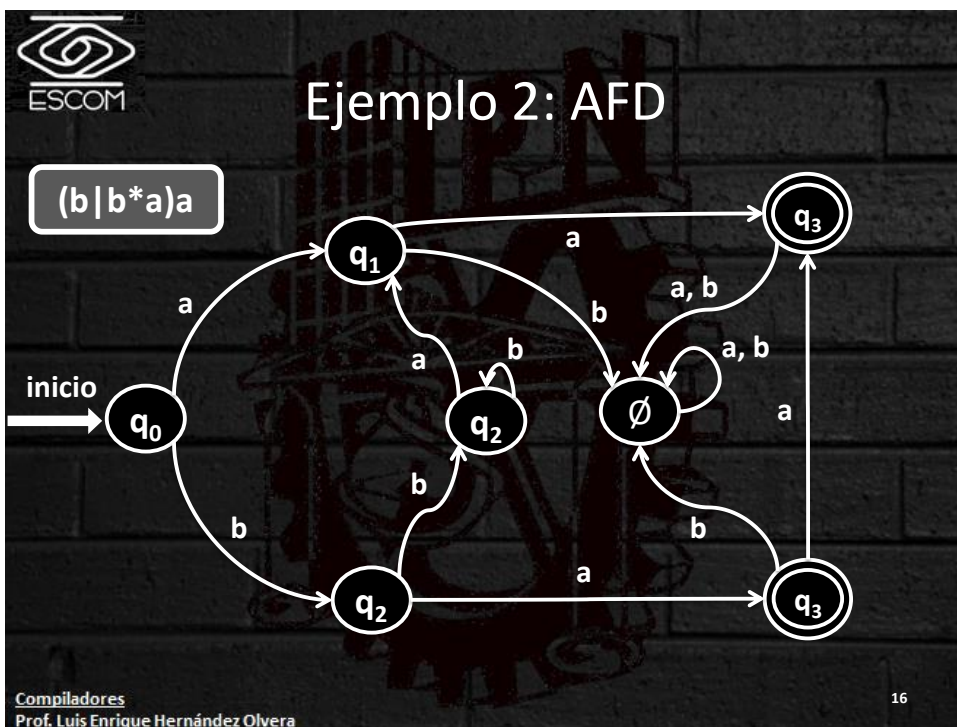 ESCOM
Ejemplo 2: AFD
(b|b*a)a
q₃
a
q₁
a, b
b
a
b
a, b
a
inicio
q₀
q₂
Ø
a
b
b
b
a
q₂
q₃
Compiladores
Prof. Luis Enrique Hernández Olvera
16